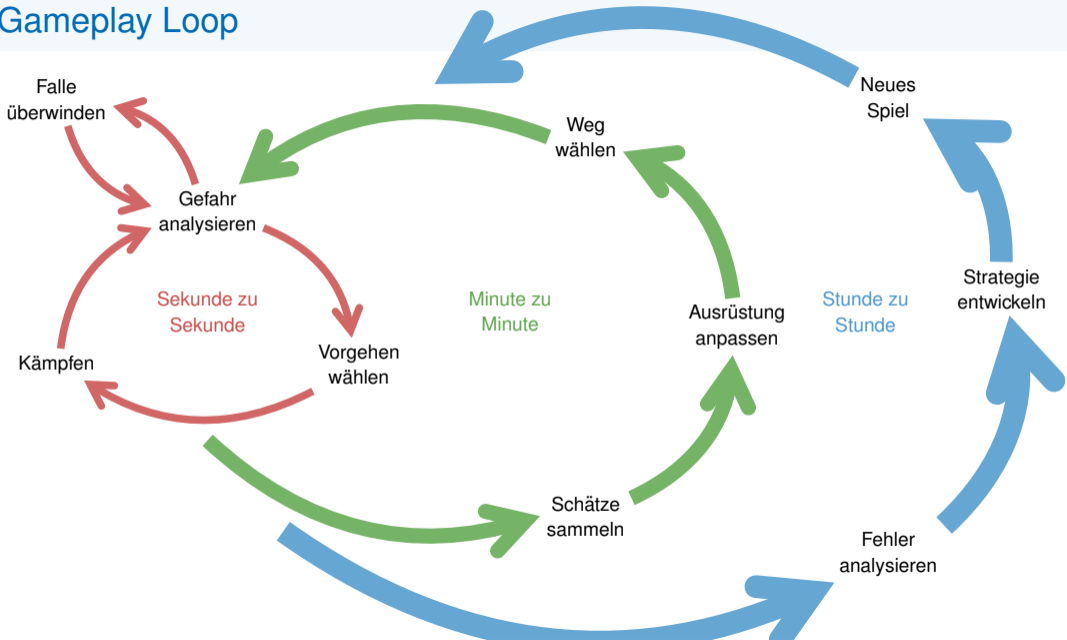 Gameplay Loop
Falle
überwinden
Gefahr
analysieren
Sekunde zu
Sekunde
Kämpfen
Vorgehen
wählen
Weg
wählen
Minute zu
Minute
Ausrüstung
anpassen
Schätze
sammeln
Neues
Spiel
Stunde zu
Stunde
Strategie
entwickeln
Fehler
analysieren